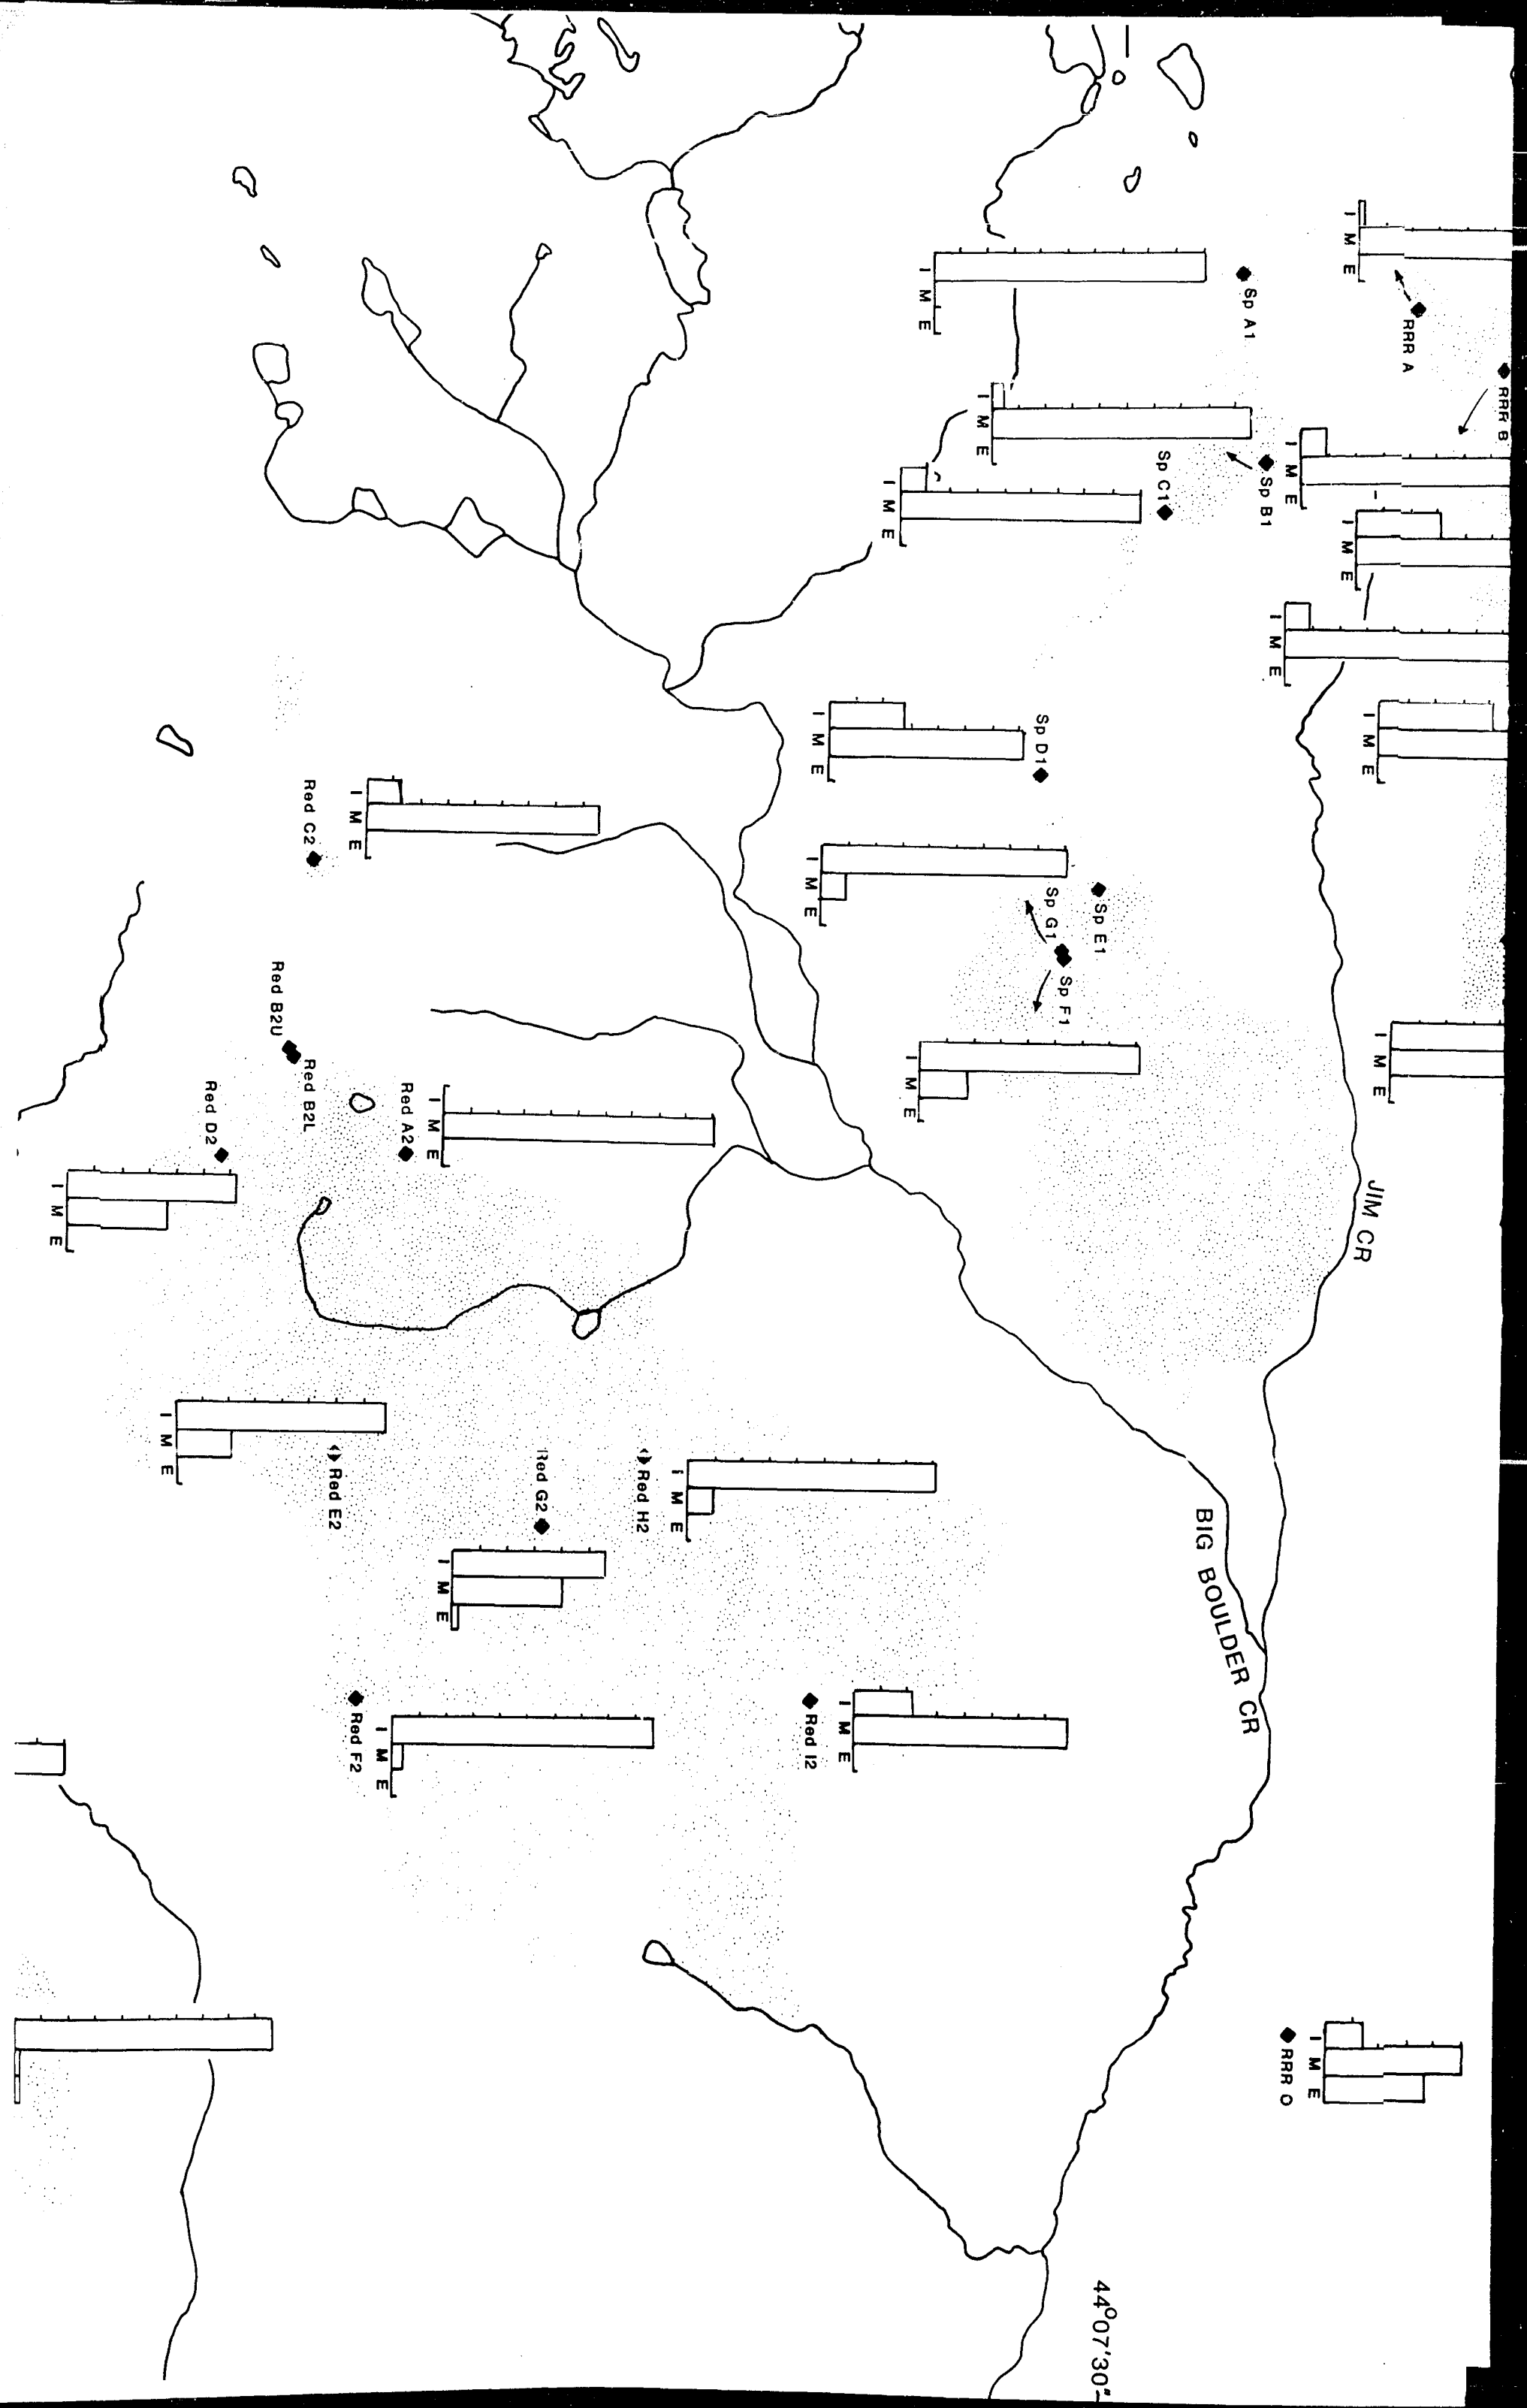 RRR B
RRR A
I M E
I M E
I M E
I M E
JIM CR
I M E
I M E
I M E
RRR O
Sp B1
Sp A1
BIG BOULDER CR
Sp C1
44°07'30"
Sp E1
Sp F1
Sp G1
Sp D1
I M E
I M E
I M E
I M E
I M E
I M E
I M E
Red I2
I M E
Red H2
Red G2
I M E
I M E
Red A2
I M E
I M E
Red F2
Red E2
Red C2
Red B2L
Red B2U
Red D2
I M E
I M E